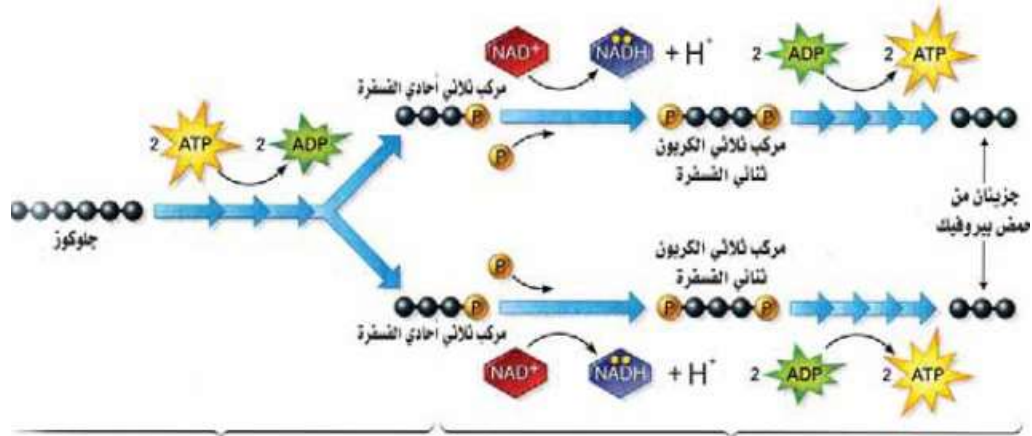 NAD⁺ NADH + H⁺ 2 ADP 2 ATP
مركب ثلاثي أحادي الفسفرة
P
P P
2 ATP 2 ADP
P
مركب ثلاثي الكربون
ثنائي الفسفرة
جزيئان من
حمض بيروفيك
جلوكوز
مركب ثلاثي الكربون
ثنائي الفسفرة
P
P
P P
مركب ثلاثي أحادي الفسفرة
NAD⁺ NADH + H⁺ 2 ADP 2 ATP